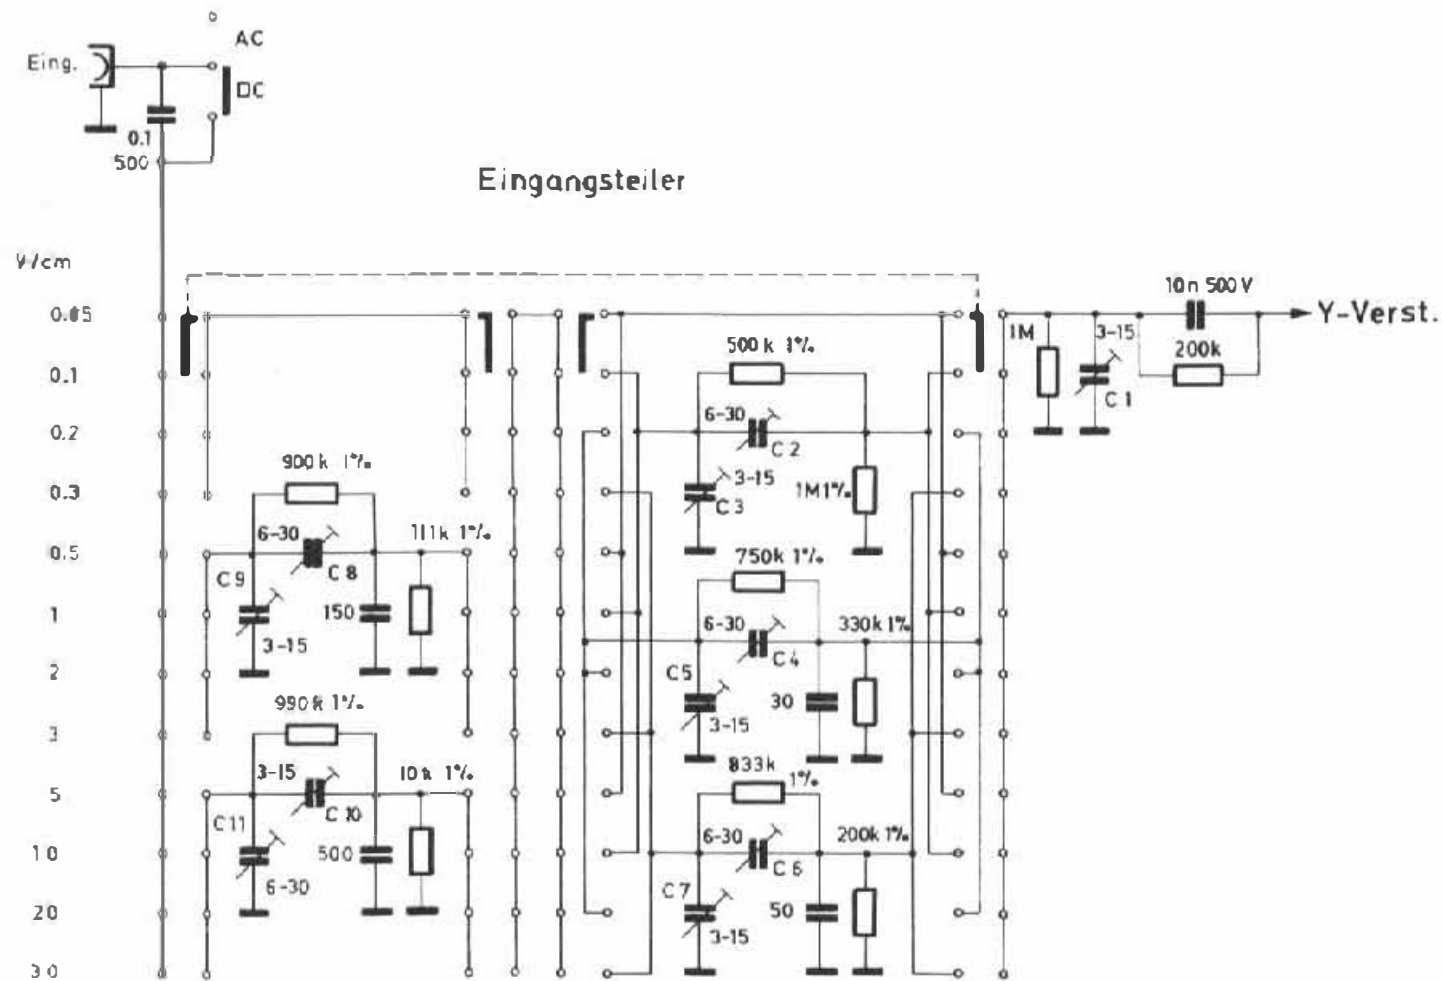 AC
Eing.
DC
0.1
500
Eingangsteiler
V/cm
10n 500V
0.05
Y-Verst.
1M
3-15
200k
C1
0.1
500k 1%
0.2
6-30
C2
900k 1%
3-15
1M1%
0.3
C3
6-30
111k 1%
0.5
C8
750k 1%
C9
6-30
330k 1%
1
150
C4
3-15
C5
2
30
990k 1%
3-15
3
833k
1%
3-15
10k 1%
5
C10
C11
6-30
200k 1%
10
500
C6
6-30
C7
20
50
3-15
30